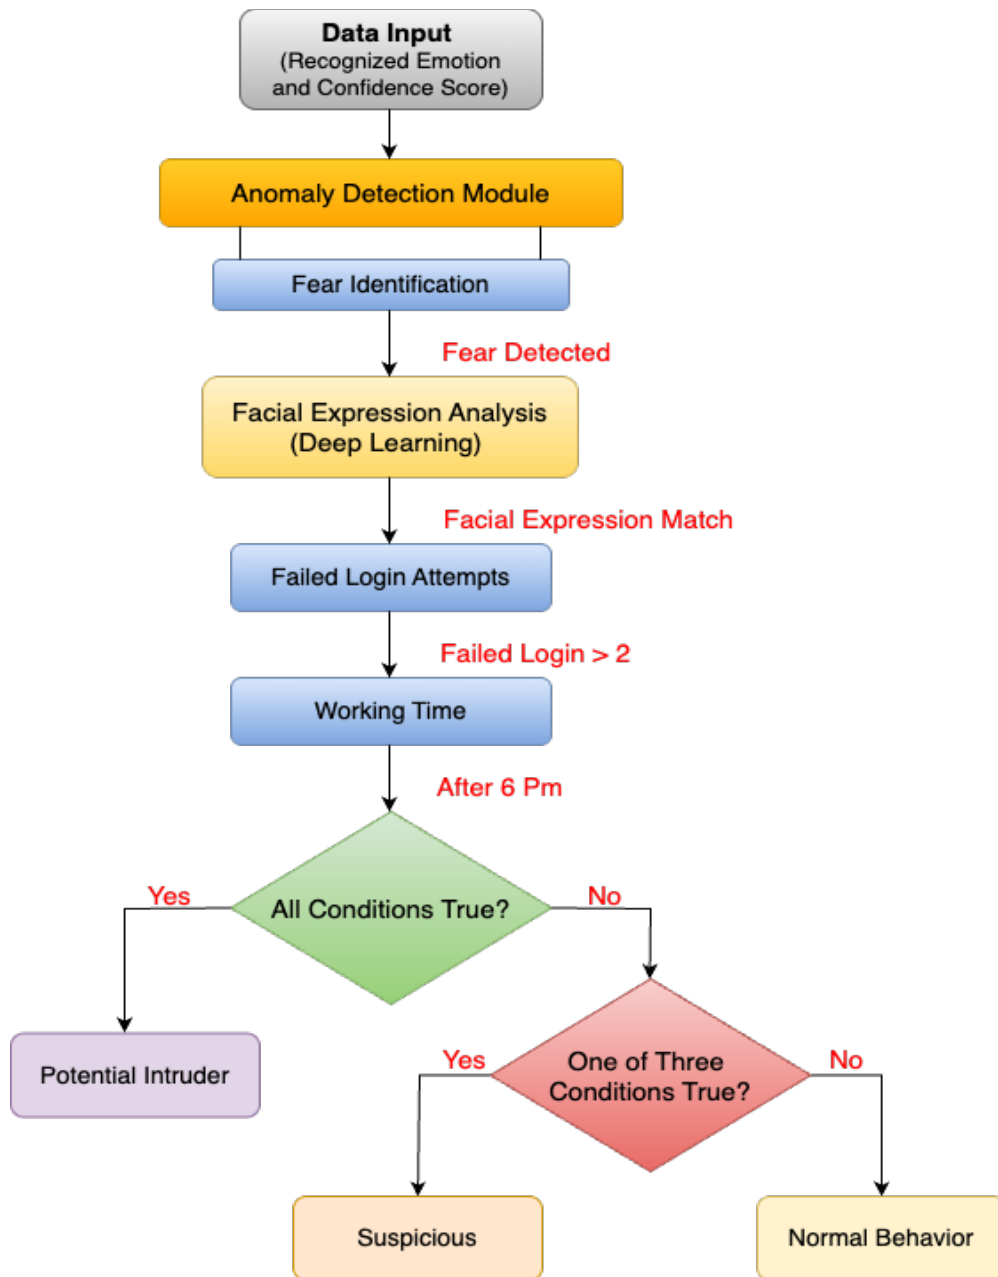 Data Input
(Recognized Emotion
and Confidence Score)
Anomaly Detection Module
Fear Identification
Fear Detected
Facial Expression Analysis
(Deep Learning)
Facial Expression Match
Failed Login Attempts
Failed Login > 2
Working Time
After 6 Pm
Yes
All Conditions True?
No
Potential Intruder
Yes
One of Three
Conditions True?
No
Suspicious
Normal Behavior